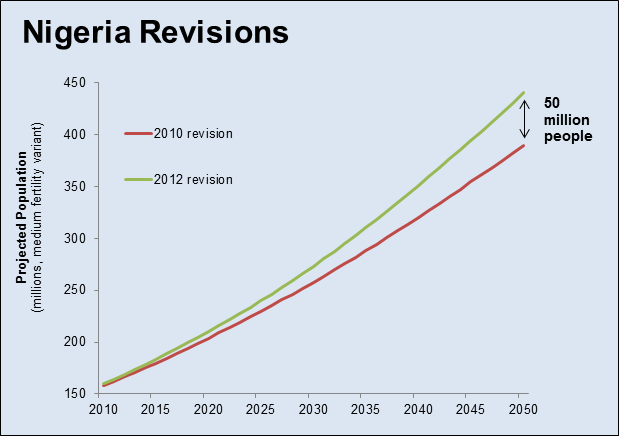 Nigeria Revisions
Projected Population
(millions, medium fertility variant)
450
400
350
300
250
200
150
2010 revision
2012 revision
50
million
people
2010 2015 2020 2025 2030 2035 2040 2045 2050